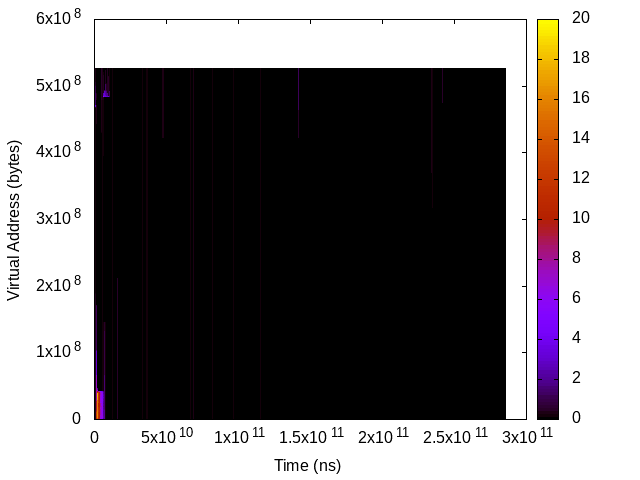 6x10 8
5x10 8
4x10 8
3x10 8
2x10 8
1x10 8
0
Virtual Address (bytes)
0 5x10 10 1x10 11 1.5x10 11 2x10 11 2.5x10 11 3x10 11
Time (ns)
20
18
16
14
12
10
8
6
4
2
0